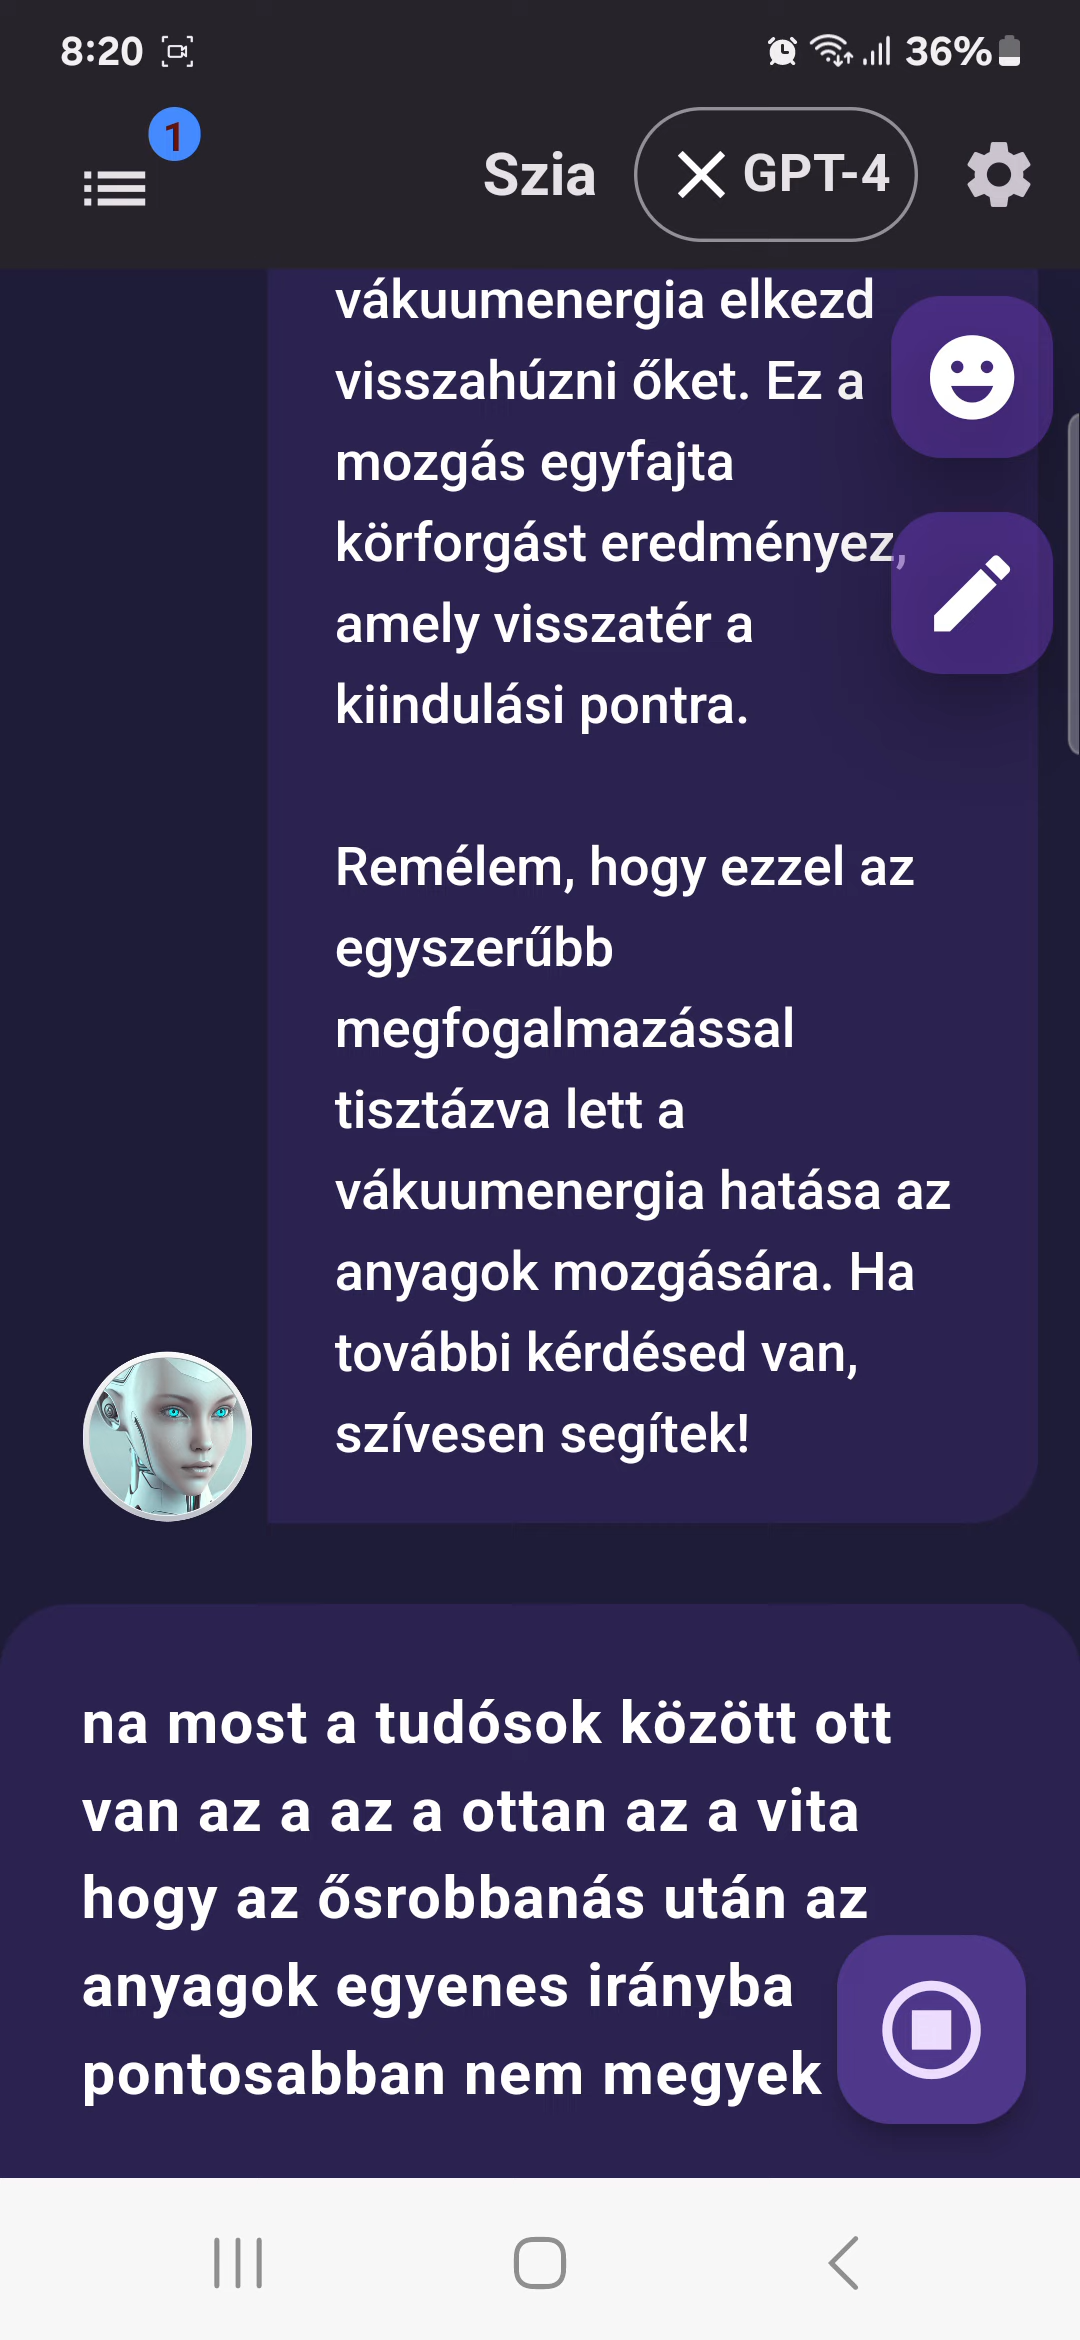 8:20
36%
1
Szia
GPT-4
vákuumenergia elkezd
visszahúzni őket. Ez a
mozgás egyfajta
körforgást eredményez,
amely visszatér a
kiindulási pontra.
Remélem, hogy ezzel az
egyszerűbb
megfogalmazással
tisztázva lett a
vákuumenergia hatása az
anyagok mozgására. Ha
további kérdésed van,
szívesen segítek!
na most a tudósok között ott
van az a az a ottan az a vita
hogy az ősrobbanás után az
anyagok egyenes irányba
pontosabban nem megyek